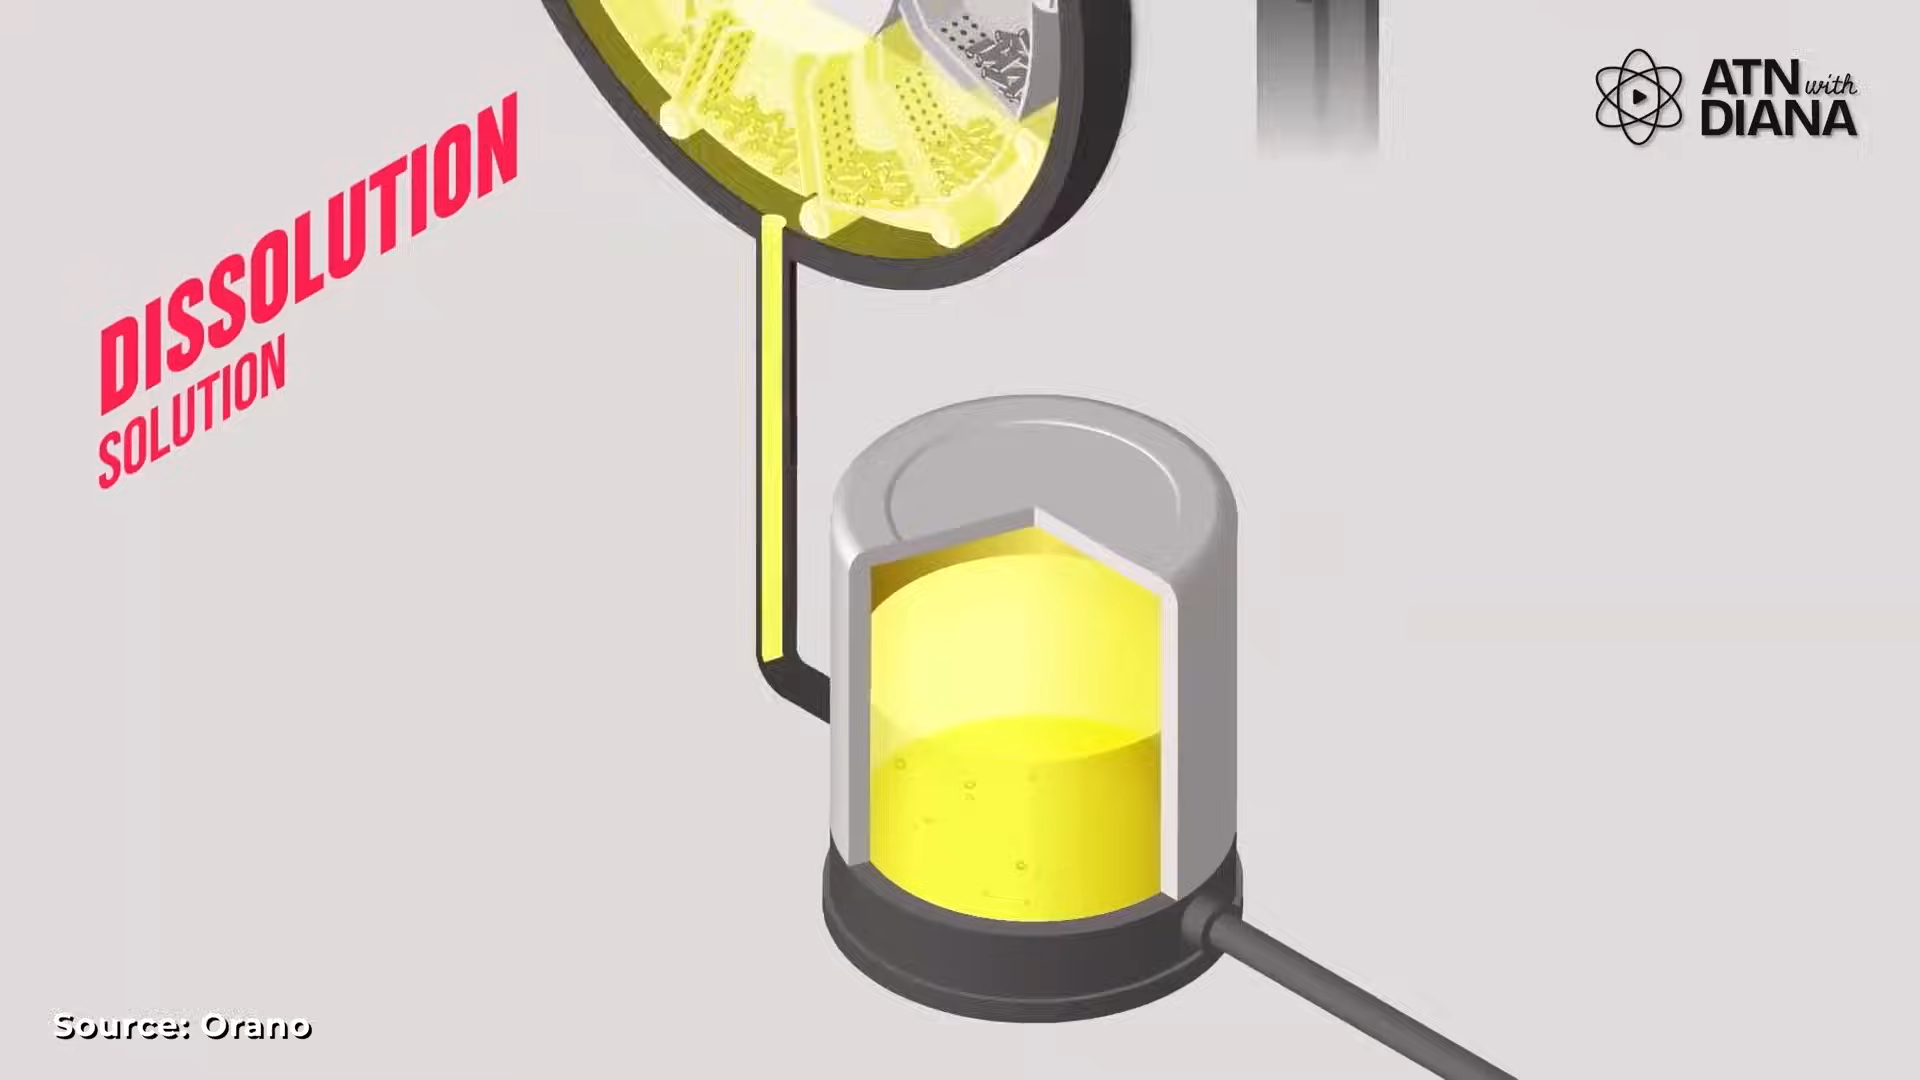 DISSOLUTION
SOLUTION
ATN with
DIANA
Source: Orano